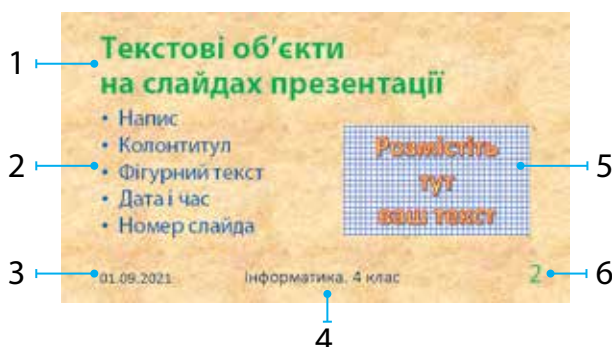 1
Текстові об’єкти
на слайдах презентації
2
• Напис
• Колонтитул
• Фігурний текст
• Дата і час
• Номер слайда
Розмістіть
тут
ваш текст
5
3
01.09.2021
Інформатика. 4 клас
2
6
4